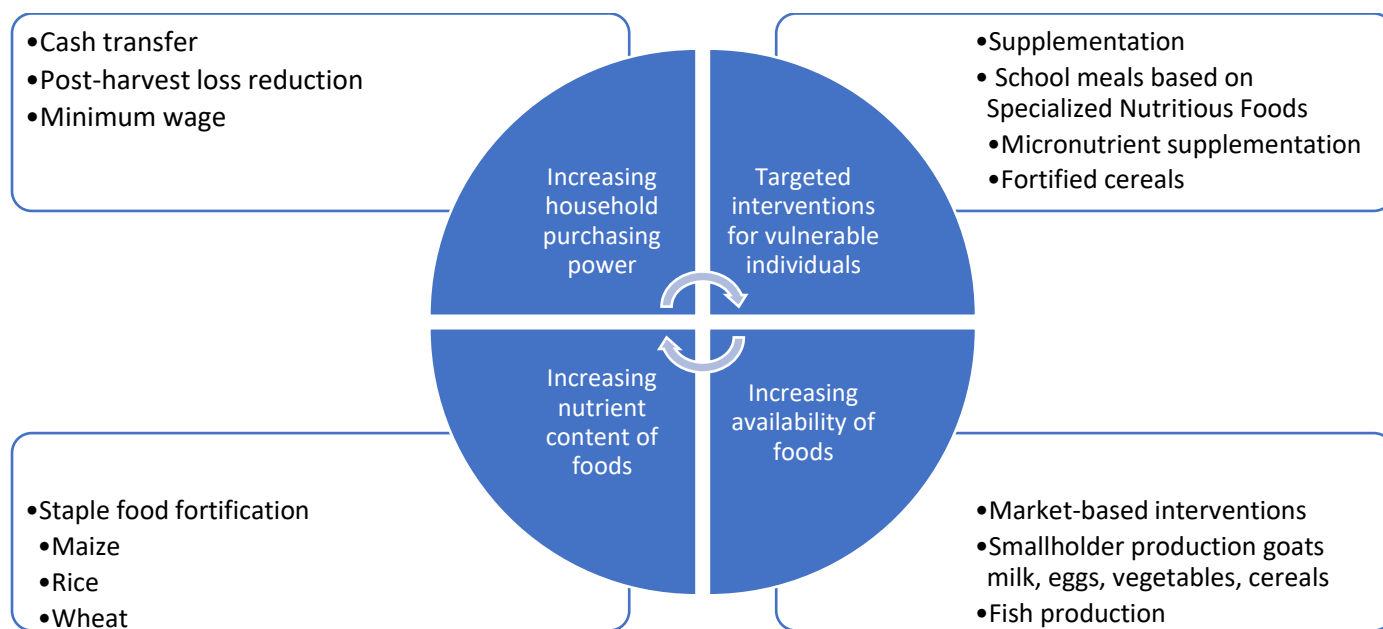 •Cash transfer
•Post-harvest loss reduction
•Minimum wage
•Supplementation
• School meals based on
Specialized Nutritious Foods
•Micronutrient supplementation
•Fortified cereals
Increasing
household
purchasing
power
Targeted
interventions
for vulnerable
individuals
Increasing
nutrient
content of
foods
Increasing
availability of
foods
•Staple food fortification
•Maize
•Rice
•Wheat
•Market-based interventions
•Smallholder production goats
milk, eggs, vegetables, cereals
•Fish production